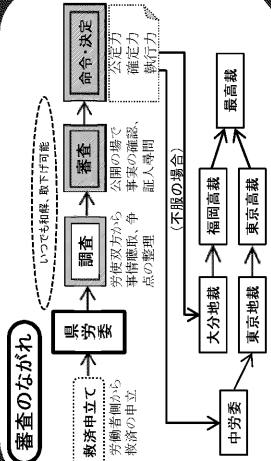 審査のながれ
いつでも和解、取下げ可能
救済申立て
労働者側から
救済の申立
県労委
調査
労使双方から
事情聴取、争
点の整理
審査
公開の場で
事実の確認、
証人尋問
命令・決定
公定力
確定力
執行力
(不服の場合)
中労委
大分地裁
東京地裁
福岡高裁
東京高裁
最高裁